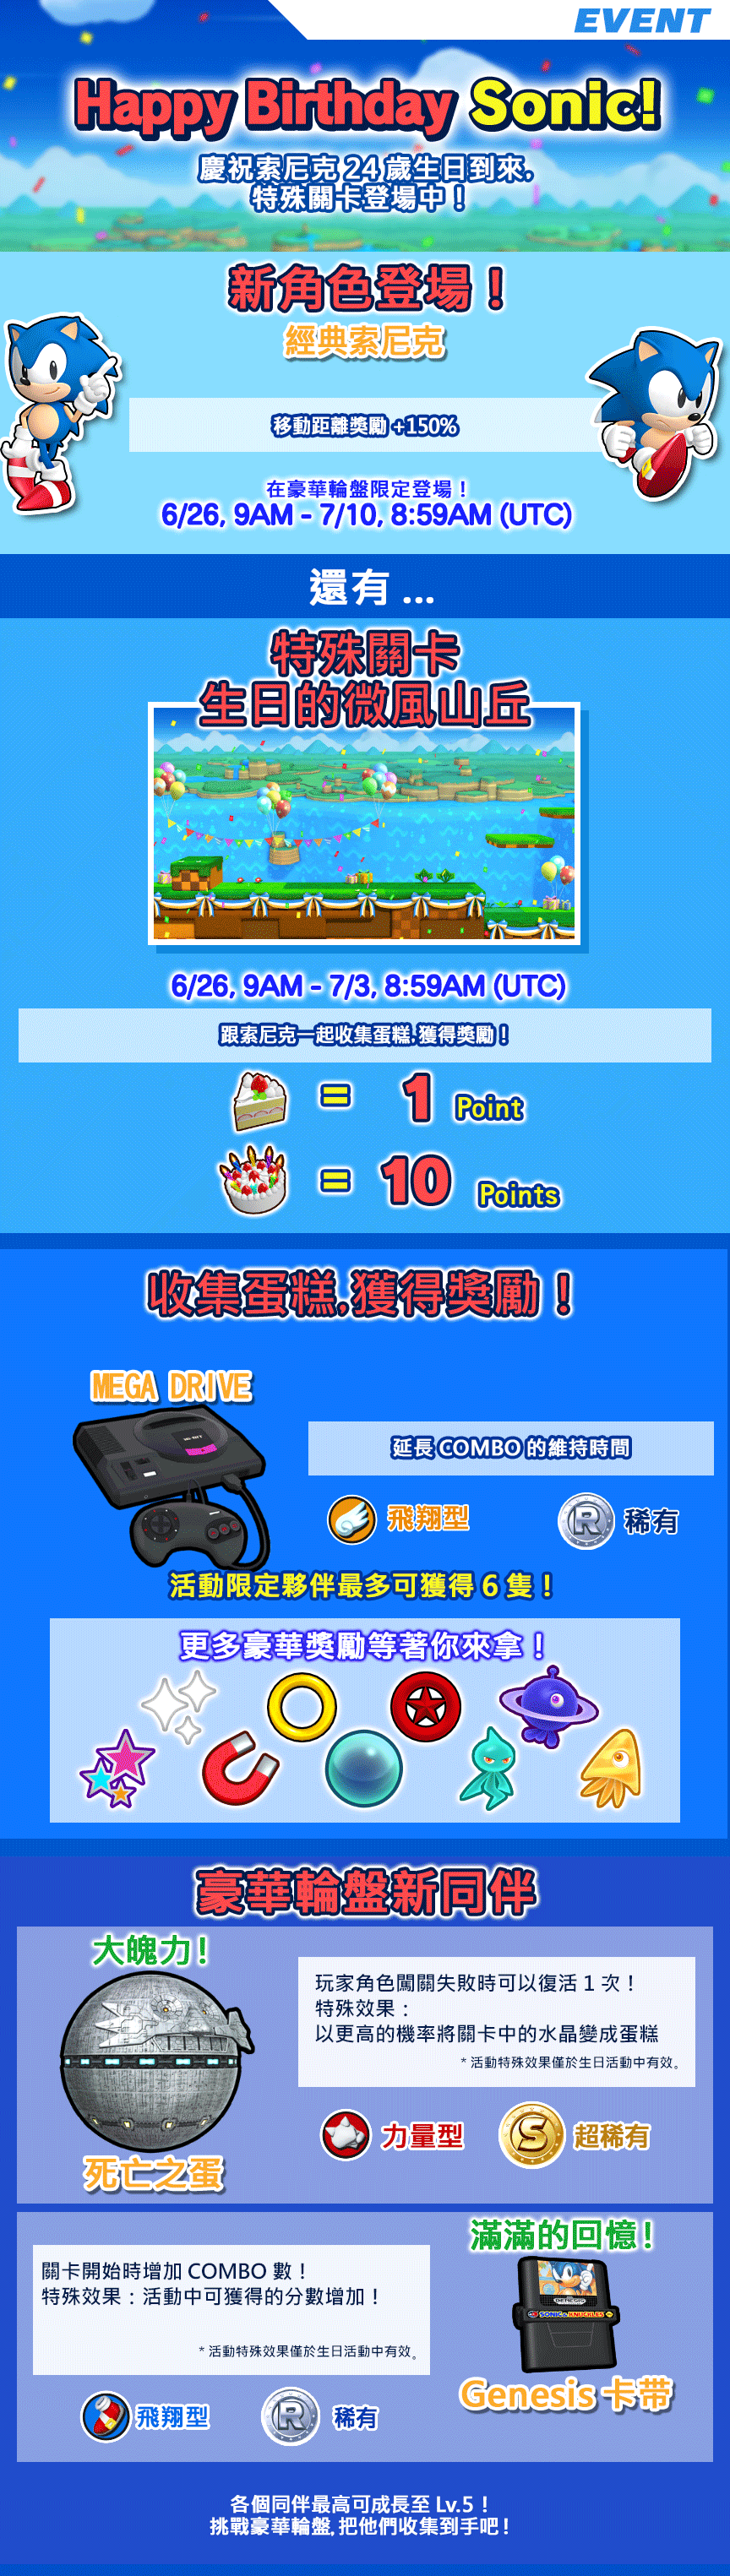 EVENT
Happy Birthday Sonic!
慶祝索尼克 24 歲生日到來,
特殊關卡登場中！
新角色登場！
經典索尼克
移動距離獎勵 +150%
在豪華輪盤限定登場！
6/26, 9AM - 7/10, 8:59AM (UTC)
還有 ...
特殊關卡
生日的微風山丘
6/26, 9AM - 7/3, 8:59AM (UTC)
跟索尼克一起收集蛋糕,獲得獎勵！
= 1 Point
= 10 Points
收集蛋糕,獲得獎勵！
MEGA DRIVE
延長 COMBO 的維持時間
飛翔型
R 稀有
活動限定夥伴最多可獲得 6 隻！
更多豪華獎勵等著你來拿！
豪華輪盤新同伴
大魄力！
玩家角色闖關失敗時可以復活 1 次！
特殊效果：
以更高的機率將關卡中的水晶變成蛋糕
* 活動特殊效果僅於生日活動中有效。
力量型
S 超稀有
死亡之蛋
滿滿的回憶！
關卡開始時增加 COMBO 數！
特殊效果：活動中可獲得的分數增加！
* 活動特殊效果僅於生日活動中有效。
GENESIS
SONIC & KNUCKLES
Genesis 卡带
飛翔型
R 稀有
各個同伴最高可成長至 Lv.5！
挑戰豪華輪盤, 把他們收集到手吧！